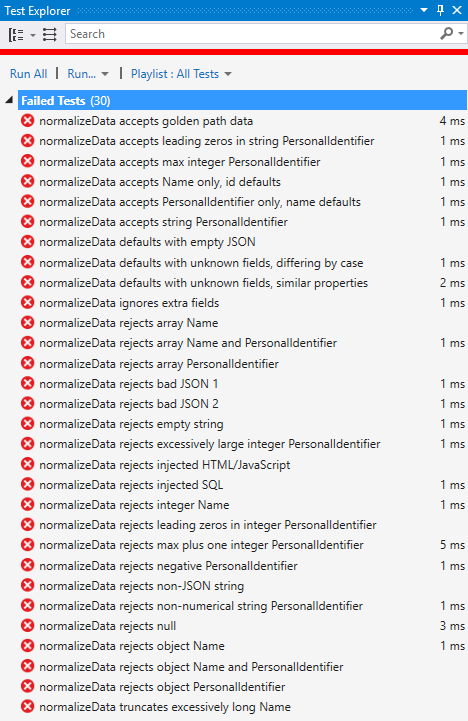 Test Explorer
Search
Run All | Run... | Playlist : All Tests
Failed Tests (30)
normalizeData accepts golden path data 4 ms
normalizeData accepts leading zeros in string PersonalIdentifier 1 ms
normalizeData accepts max integer PersonalIdentifier 1 ms
normalizeData accepts Name only, id defaults 1 ms
normalizeData accepts PersonalIdentifier only, name defaults 1 ms
normalizeData accepts string PersonalIdentifier 1 ms
normalizeData defaults with empty JSON
normalizeData defaults with unknown fields, differing by case 1 ms
normalizeData defaults with unknown fields, similar properties 2 ms
normalizeData ignores extra fields 1 ms
normalizeData rejects array Name
normalizeData rejects array Name and PersonalIdentifier 1 ms
normalizeData rejects array PersonalIdentifier
normalizeData rejects bad JSON 1 1 ms
normalizeData rejects bad JSON 2 1 ms
normalizeData rejects empty string 1 ms
normalizeData rejects excessively large integer PersonalIdentifier 1 ms
normalizeData rejects injected HTML/JavaScript
normalizeData rejects injected SQL 1 ms
normalizeData rejects integer Name 1 ms
normalizeData rejects leading zeros in integer PersonalIdentifier
normalizeData rejects max plus one integer PersonalIdentifier 5 ms
normalizeData rejects negative PersonalIdentifier 1 ms
normalizeData rejects non-JSON string
normalizeData rejects non-numerical string PersonalIdentifier 1 ms
normalizeData rejects null 3 ms
normalizeData rejects object Name 1 ms
normalizeData rejects object Name and PersonalIdentifier
normalizeData rejects object PersonalIdentifier
normalizeData truncates excessively long Name